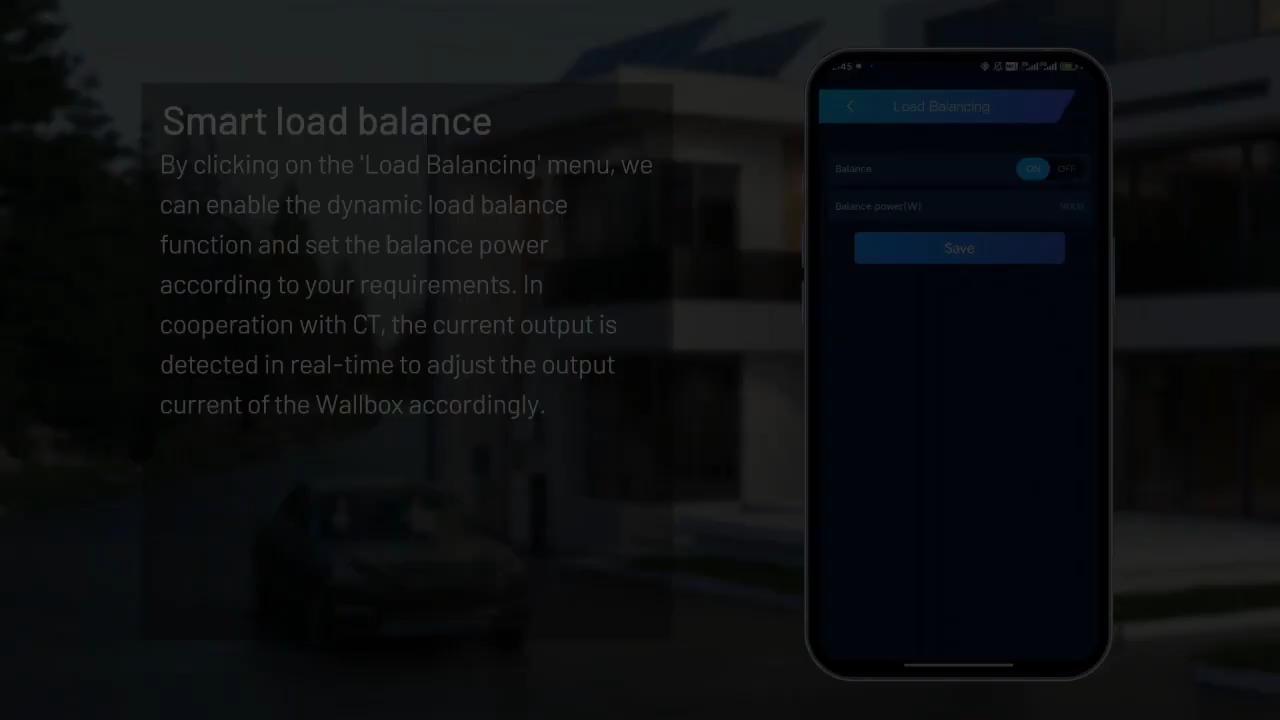 Smart load balance
By clicking on the 'Load Balancing' menu, we
can enable the dynamic load balance
function and set the balance power
according to your requirements. In
cooperation with CT, the current output is
detected in real-time to adjust the output
current of the Wallbox accordingly.
:45
Load Balancing
Balance ON OFF
Balance power(W)
Save